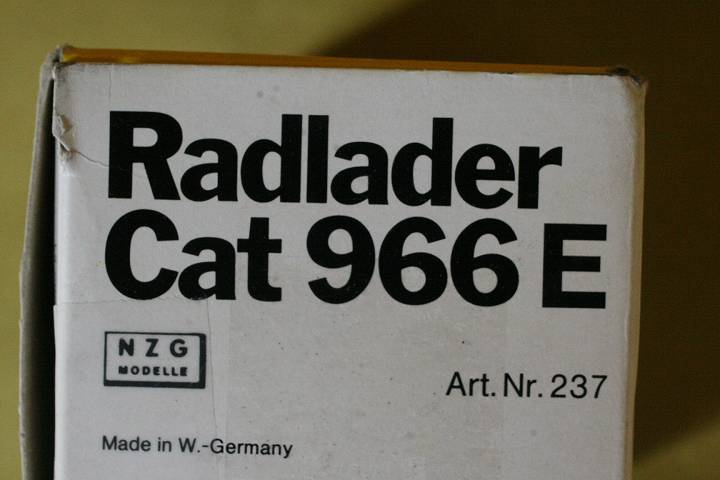 Radlader
Cat 966 E
NZG
MODELLE
Art. Nr. 237
Made in W.-Germany